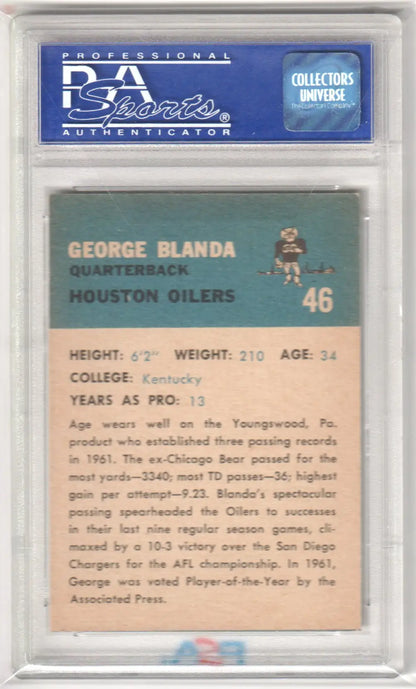 PROFESSIONAL
PSA
Sports®
AUTHENTICATOR
COLLECTORS
UNIVERSE
The Collectors Company
GEORGE BLANDA
QUARTERBACK
HOUSTON OILERS
46
HEIGHT: 6'2" WEIGHT: 210 AGE: 34
COLLEGE: Kentucky
YEARS AS PRO: 13
Age wears well on the Youngswood, Pa.
product who established three passing records
in 1961. The ex-Chicago Bear passed for the
most yards—3340; most TD passes—36; highest
gain per attempt—9.23. Blanda's spectacular
passing spearheaded the Oilers to successes
in their last nine regular season games, cli-
maxed by a 10-3 victory over the San Diego
Chargers for the AFL championship. In 1961,
George was voted Player-of-the-Year by the
Associated Press.